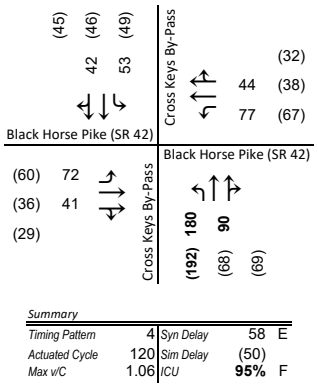 (45) (46) (49)
42 53
Black Horse Pike (SR 42)
Cross Keys By-Pass
(32)
44 (38)
77 (67)
(60) 72
(36) 41
(29)
Cross Keys By-Pass
Black Horse Pike (SR 42)
180 90
(192) (68) (69)
Summary
Timing Pattern 4 Syn Delay 58 E
Actuated Cycle 120 Sim Delay (50)
Max v/C 1.06 ICU 95% F